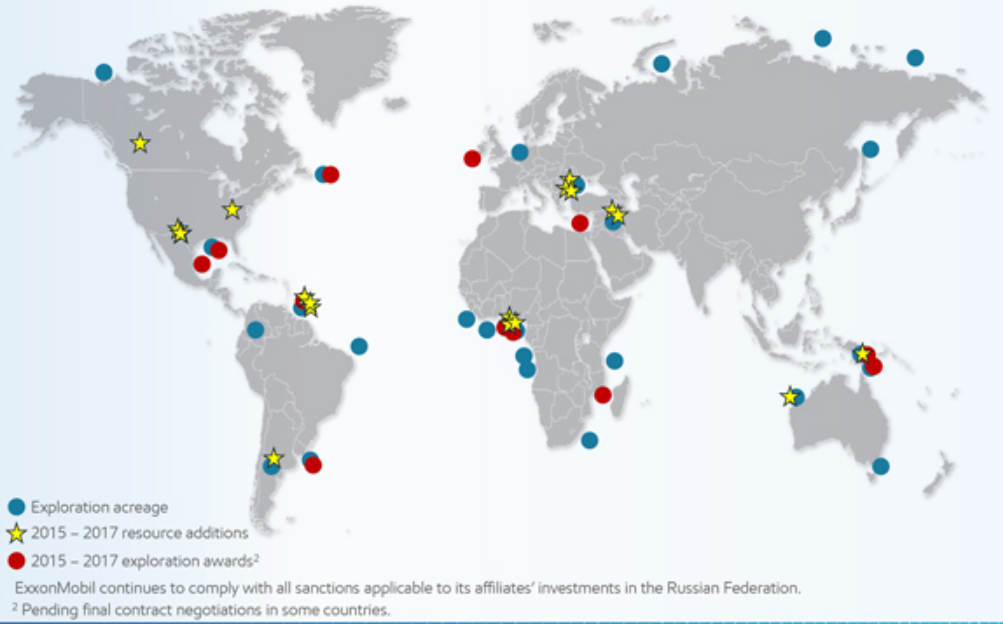 Exploration acreage
2015 – 2017 resource additions
2015 – 2017 exploration awards²
ExxonMobil continues to comply with all sanctions applicable to its affiliates’ investments in the Russian Federation.
² Pending final contract negotiations in some countries.